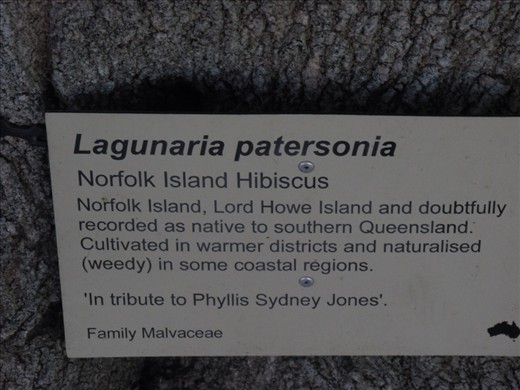 Lagunaria patersonia
Norfolk Island Hibiscus
Norfolk Island, Lord Howe Island and doubtfully
recorded as native to southern Queensland.
Cultivated in warmer districts and naturalised
(weedy) in some coastal regions.
'In tribute to Phyllis Sydney Jones'.
Family Malvaceae